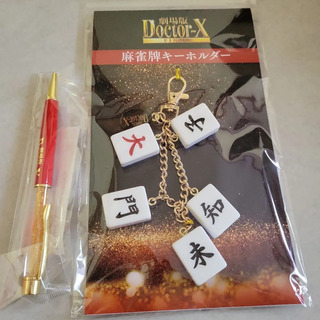 劇場版
Doctor-X
麻雀牌キーホルダー
大
子
門
知
未